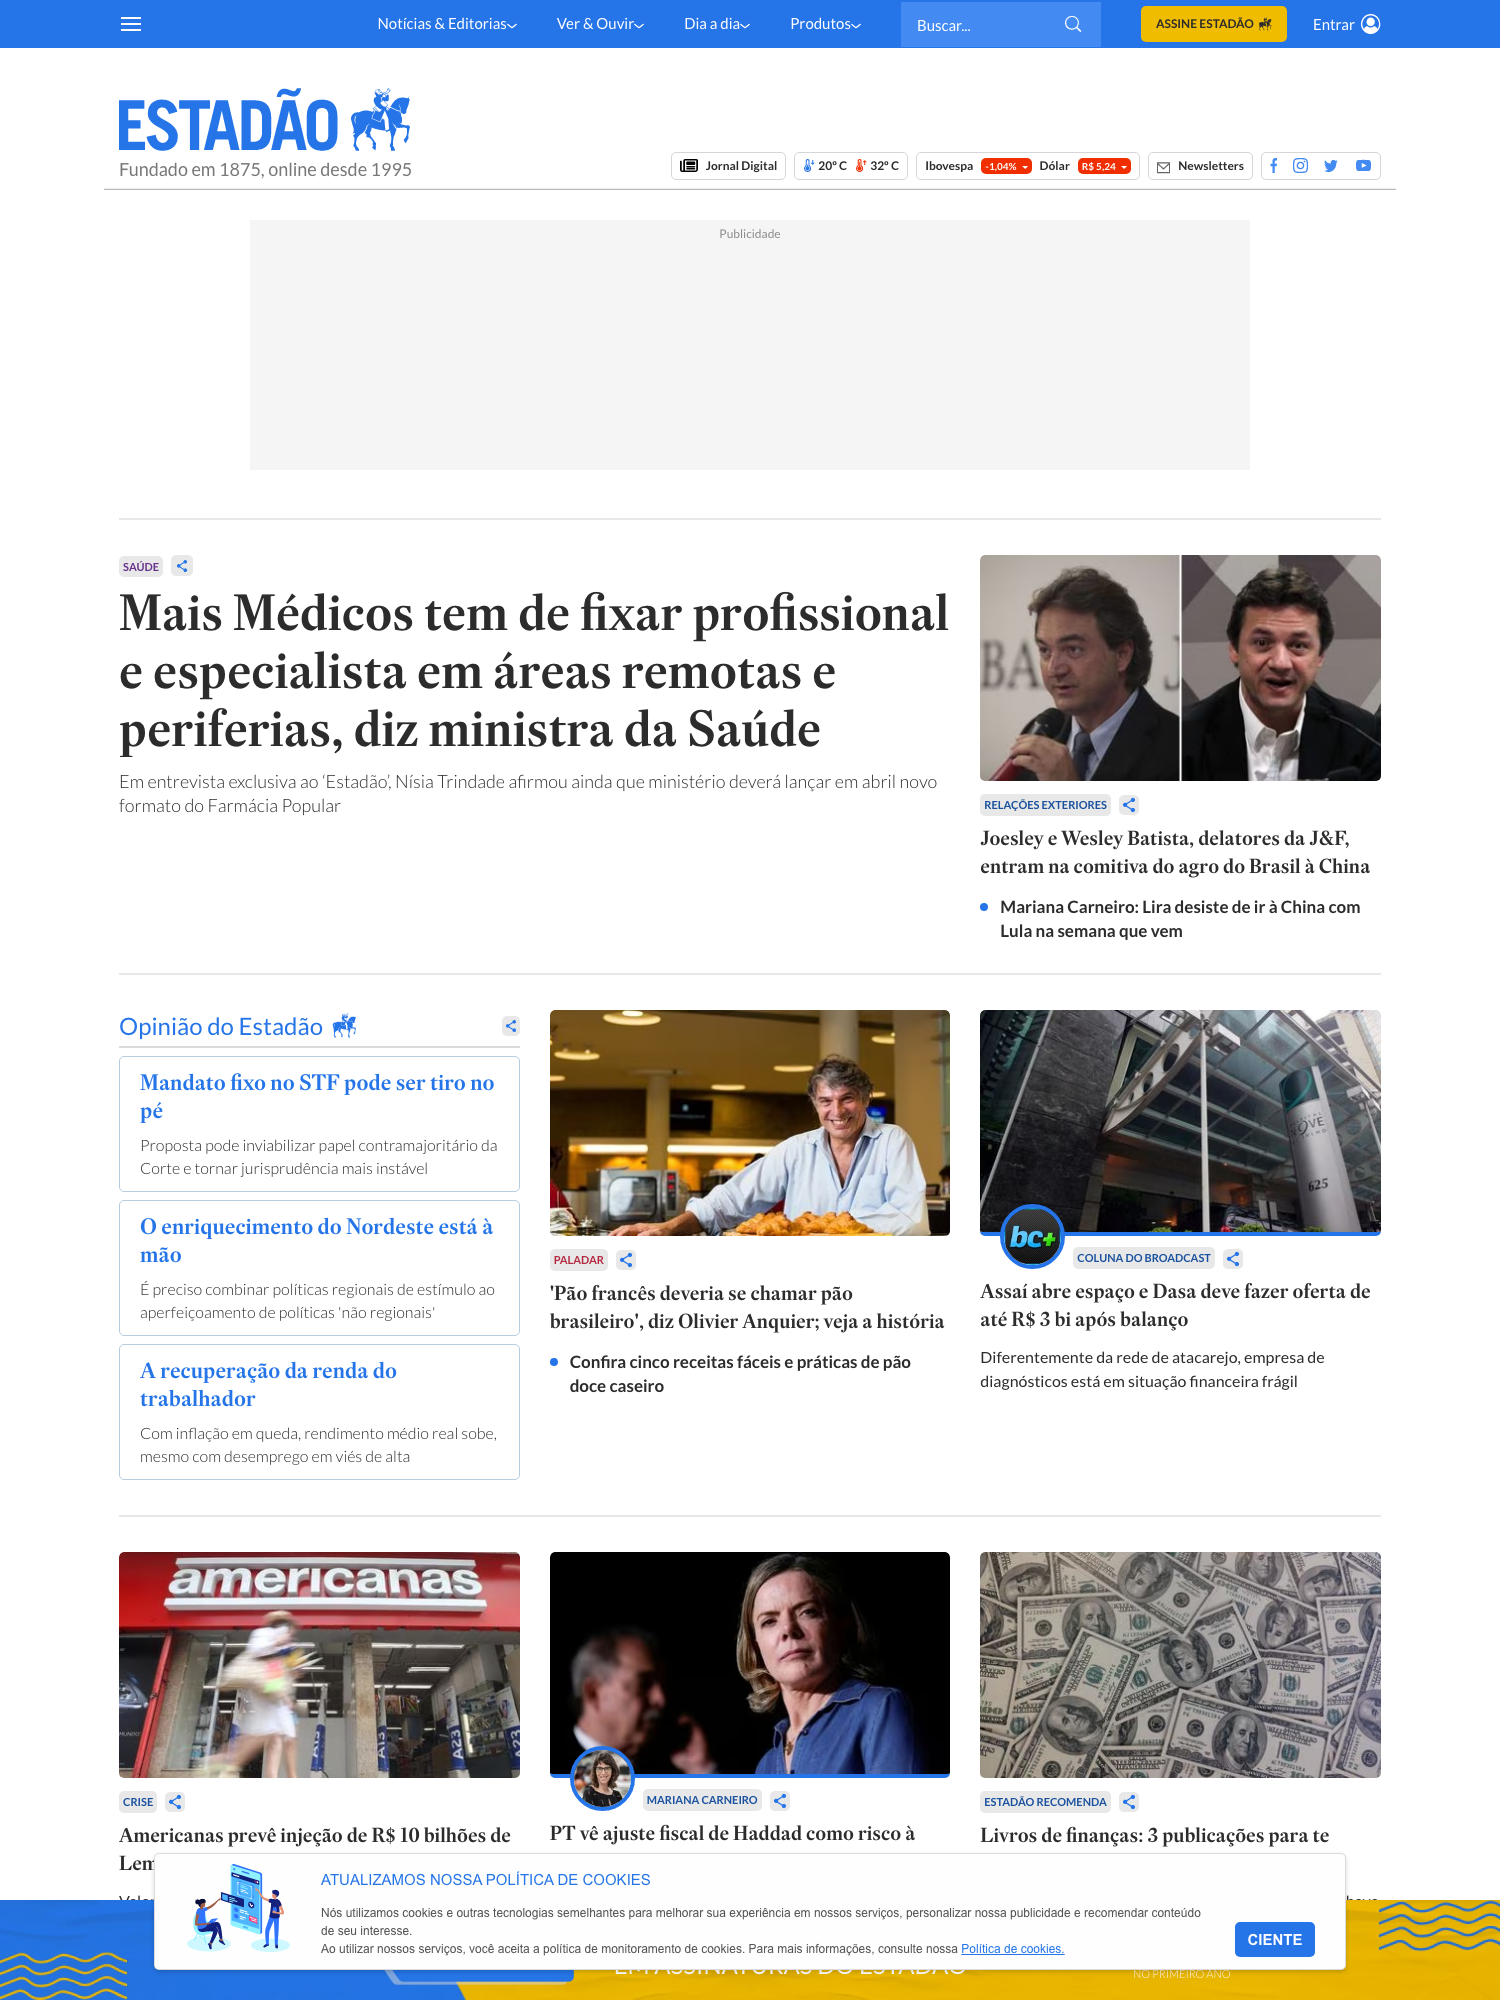 Notícias & Editorias
Ver & Ouvir
Dia a dia
Produtos
Buscar...
ASSINE ESTADÃO
Entrar
ESTADÃO
Fundado em 1875, online desde 1995
Jornal Digital
20º C 32º C
Ibovespa -1,04% Dólar R$ 5,24
Newsletters
Publicidade
SAÚDE
Mais Médicos tem de fixar profissional
e especialista em áreas remotas e
periferias, diz ministra da Saúde
Em entrevista exclusiva ao ‘Estadão’, Nísia Trindade afirmou ainda que ministério deverá lançar em abril novo
formato do Farmácia Popular
RELAÇÕES EXTERIORES
Joesley e Wesley Batista, delatores da J&F,
entram na comitiva do agro do Brasil à China
Mariana Carneiro: Lira desiste de ir à China com
Lula na semana que vem
Opinião do Estadão
Mandato fixo no STF pode ser tiro no
pé
Proposta pode inviabilizar papel contramajoritário da
Corte e tornar jurisprudência mais instável
O enriquecimento do Nordeste está à
mão
É preciso combinar políticas regionais de estímulo ao
aperfeiçoamento de políticas ‘não regionais‘
A recuperação da renda do
trabalhador
Com inflação em queda, rendimento médio real sobe,
mesmo com desemprego em viés de alta
PALADAR
'Pão francês deveria se chamar pão
brasileiro', diz Olivier Anquier; veja a história
Confira cinco receitas fáceis e práticas de pão
doce caseiro
NOVE
625
bc+
COLUNA DO BROADCAST
Assaí abre espaço e Dasa deve fazer oferta de
até R$ 3 bi após balanço
Diferentemente da rede de atacarejo, empresa de
diagnósticos está em situação financeira frágil
americanas
A23
A23
CRISE
Americanas prevê injeção de R$ 10 bilhões de
Lem
MARIANA CARNEIRO
PT vê ajuste fiscal de Haddad como risco à
ESTADÃO RECOMENDA
Livros de finanças: 3 publicações para te
ATUALIZAMOS NOSSA POLÍTICA DE COOKIES
Nós utilizamos cookies e outras tecnologias semelhantes para melhorar sua experiência em nossos serviços, personalizar nossa publicidade e recomendar conteúdo
de seu interesse.
Ao utilizar nossos serviços, você aceita a política de monitoramento de cookies. Para mais informações, consulte nossa Política de cookies.
CIENTE
EM ASSINATURAS DO ESTADÃO
NO PRIMEIRO ANO